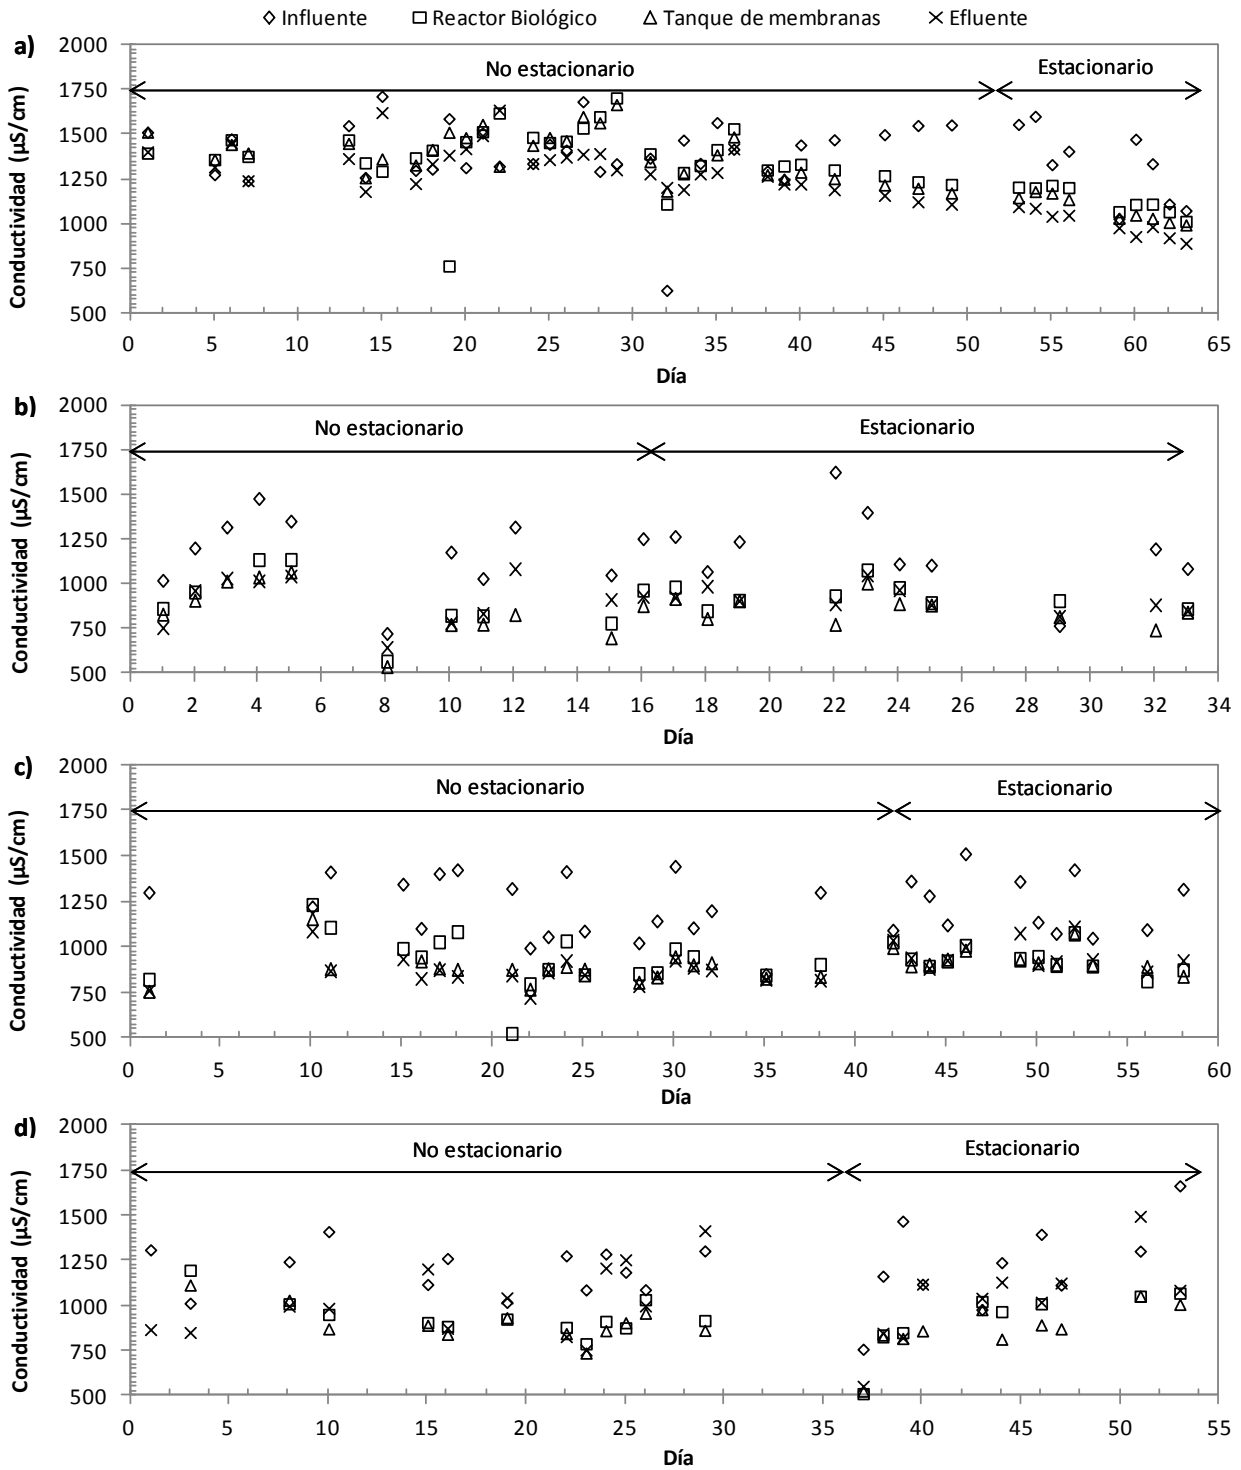 Influente Reactor Biológico Tanque de membranas Efluente
a)
2000
1750
1500
1250
1000
750
500
Conductividad (µS/cm)
No estacionario Estacionario
0 5 10 15 20 25 30 35 40 45 50 55 60 65
Día
b)
2000
1750
1500
1250
1000
750
500
Conductividad (µS/cm)
No estacionario Estacionario
0 2 4 6 8 10 12 14 16 18 20 22 24 26 28 30 32 34
Día
c)
2000
1750
1500
1250
1000
750
500
Conductividad (µS/cm)
No estacionario Estacionario
0 5 10 15 20 25 30 35 40 45 50 55 60
Día
d)
2000
1750
1500
1250
1000
750
500
Conductividad (µS/cm)
No estacionario Estacionario
0 5 10 15 20 25 30 35 40 45 50 55
Día